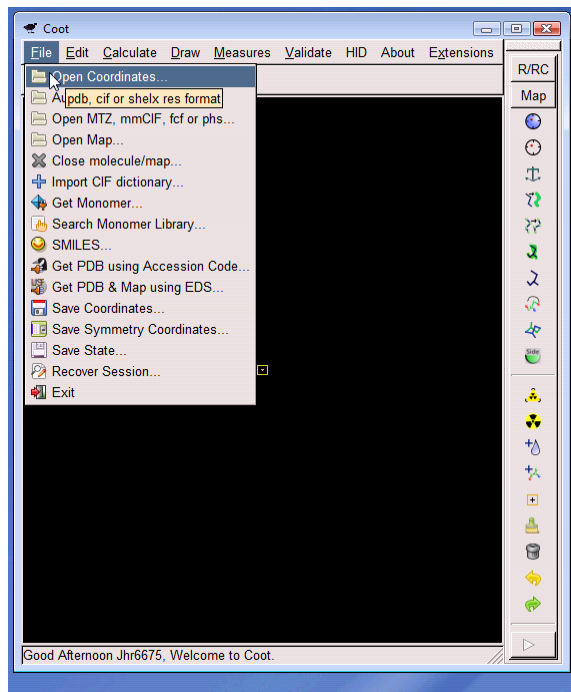 Coot
File Edit Calculate Draw Measures Validate HID About Extensions
R/RC
Map
Open Coordinates...
Au
pdb, cif or shelx res format
Open MTZ, mmCIF, fcf or phs...
Open Map...
Close molecule/map...
Import CIF dictionary...
Get Monomer...
Search Monomer Library...
SMILES...
Get PDB using Accession Code...
Get PDB & Map using EDS...
Save Coordinates...
Save Symmetry Coordinates...
Save State...
Recover Session...
Exit
Side
Good Afternoon Jhr6675, Welcome to Coot.